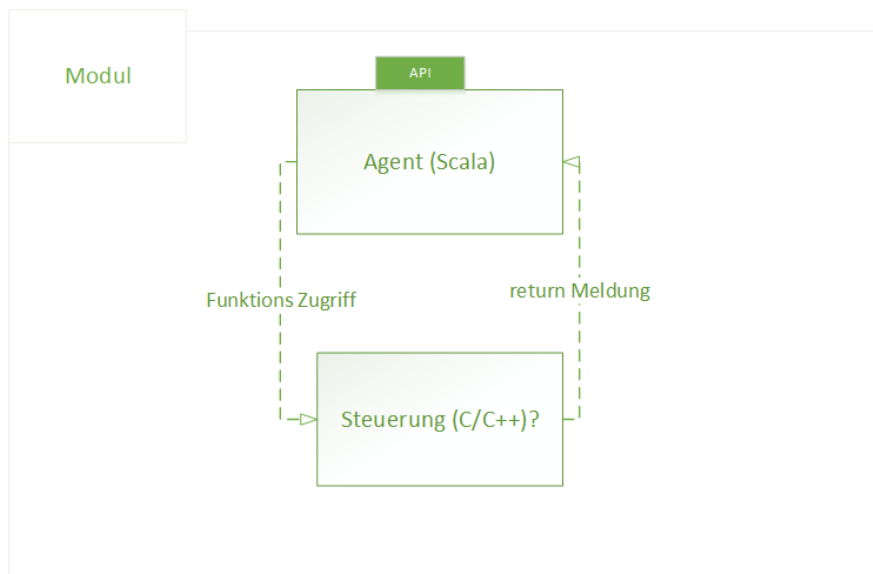 Modul
API
Agent (Scala)
Funktions Zugriff
return Meldung
Steuerung (C/C++)?